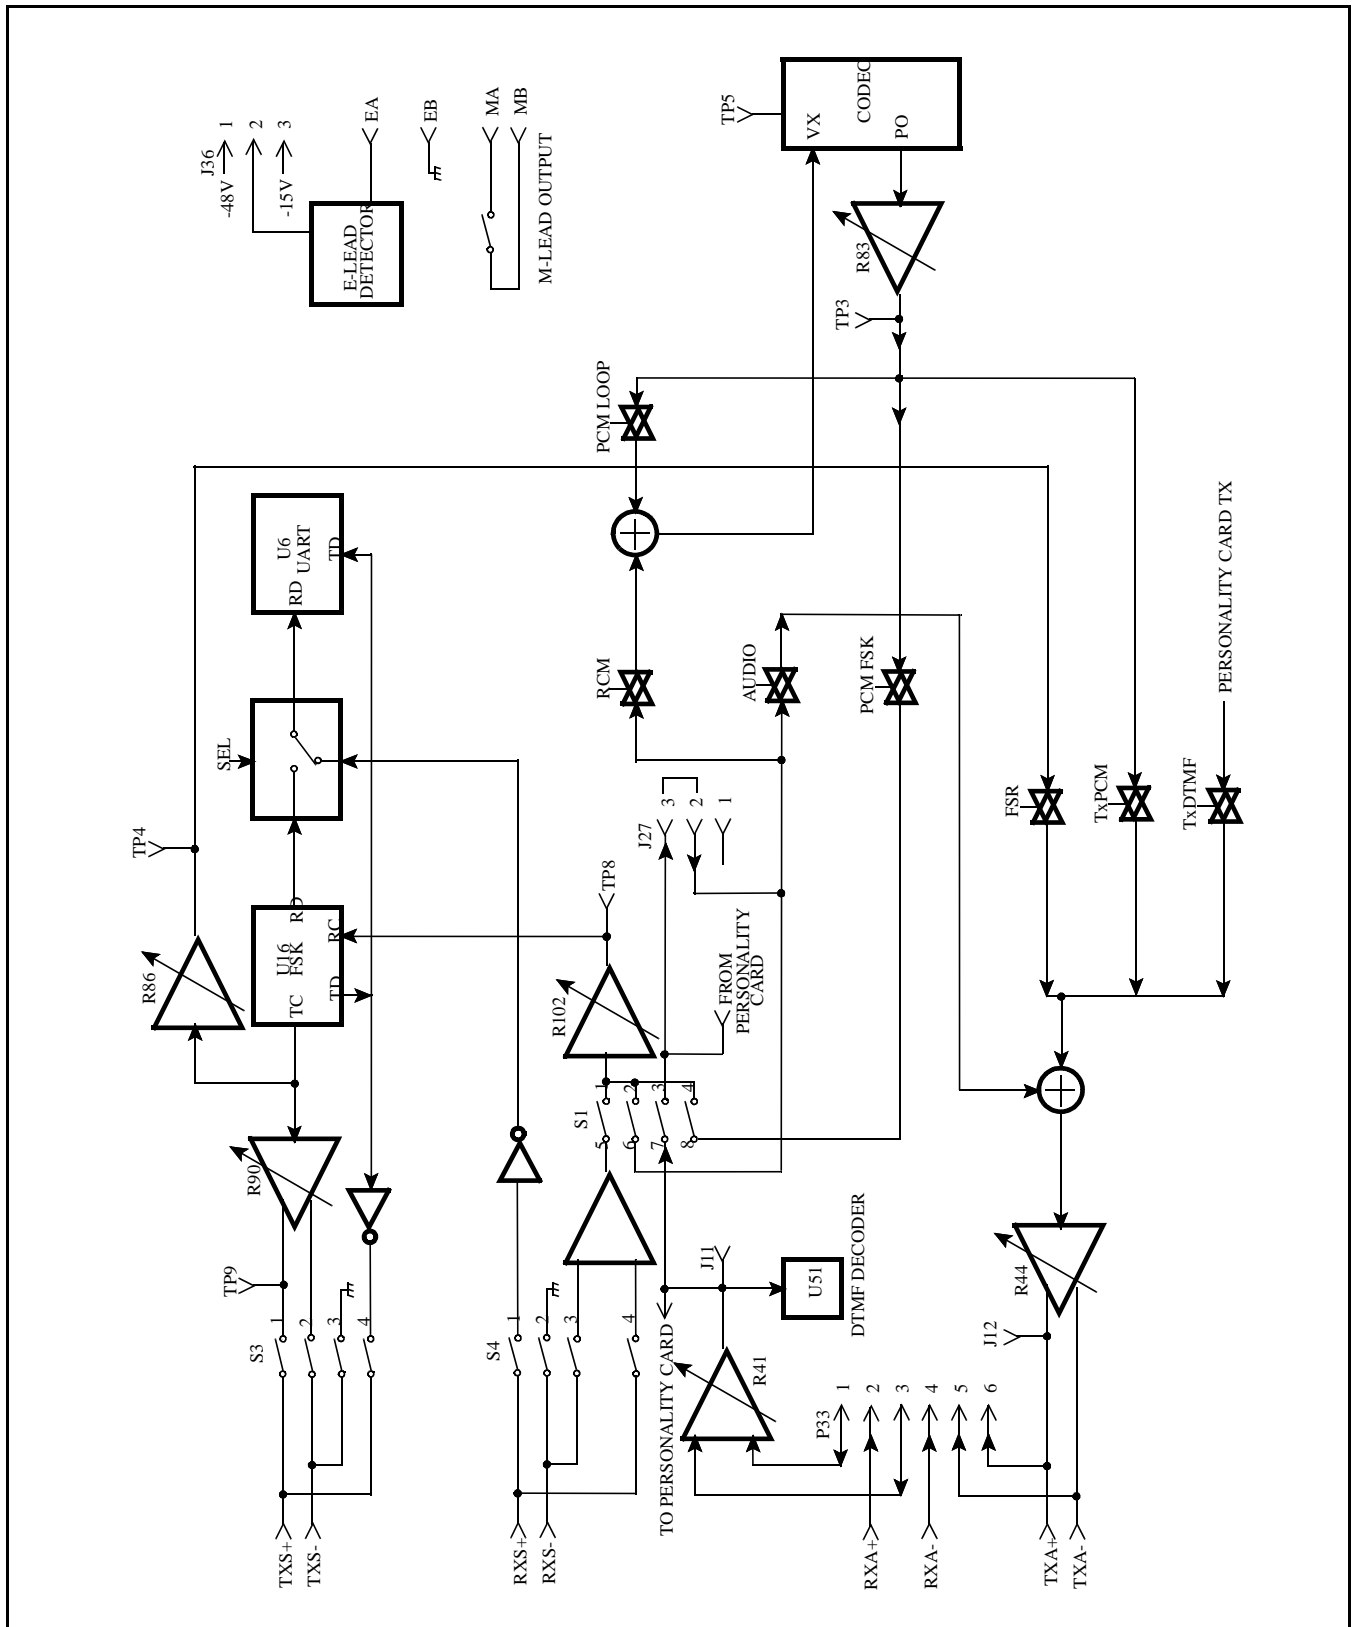 J36
-48V 1
2
-15V 3
EA
EB
MA
MB
E-LEAD
DETECTOR
M-LEAD OUTPUT
TP5
CODEC
VX
PO
R83
TP3
PCM LOOP
U6
UART
RD
TD
RCM
AUDIO
PCM FSK
PERSONALITY CARD TX
SEL
FSR
TxPCM
TxDTMF
TP4
J27
3
2
1
TP8
R86
U16
FSK
RD
RC
TC
TD
R102
FROM
PERSONALITY
CARD
S1
1
2
3
4
5
6
7
8
R90
TP9
S3
1
2
3
4
S4
1
2
3
4
J11
U51
DTMF DECODER
TO PERSONALITY CARD
R41
R44
J12
P33
1
2
3
4
5
6
TXS+
TXS-
RXS+
RXS-
RXA+
RXA-
TXA+
TXA-